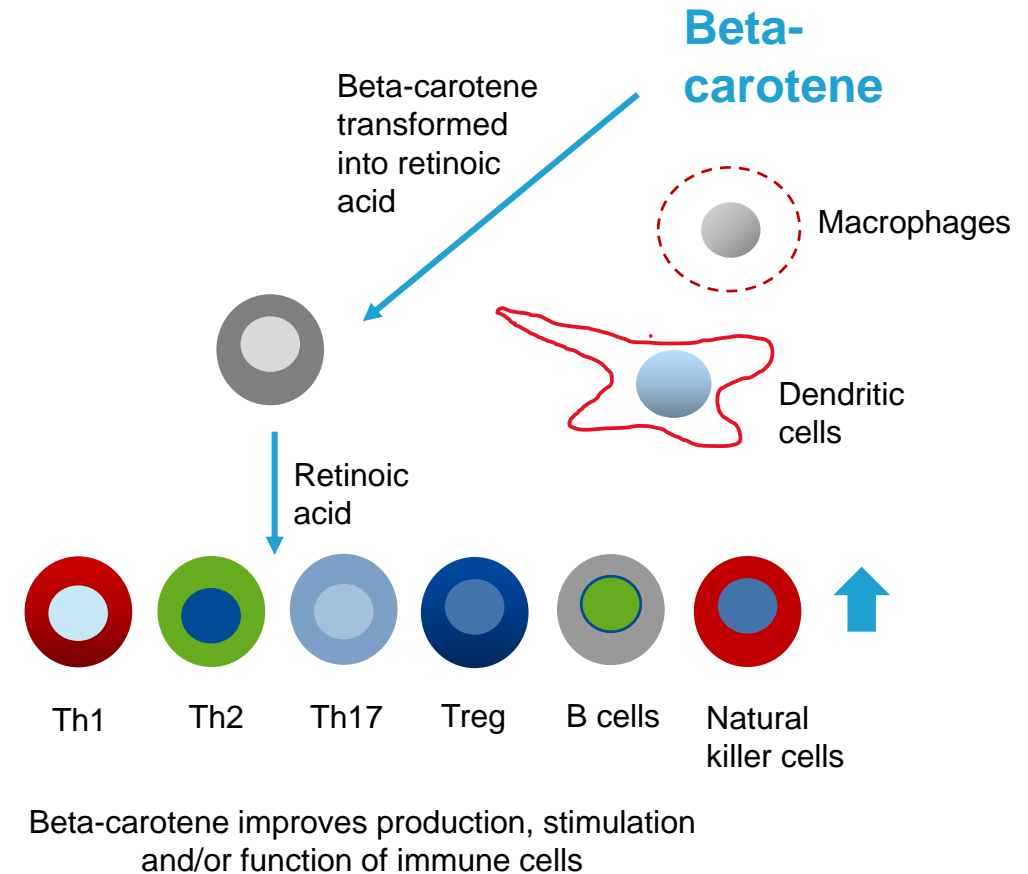 Beta-
carotene
Beta-carotene
transformed
into retinoic
acid
Macrophages
Dendritic
cells
Retinoic
acid
Th1
Th2
Th17
Treg
B cells
Natural
killer cells
Beta-carotene improves production, stimulation
and/or function of immune cells